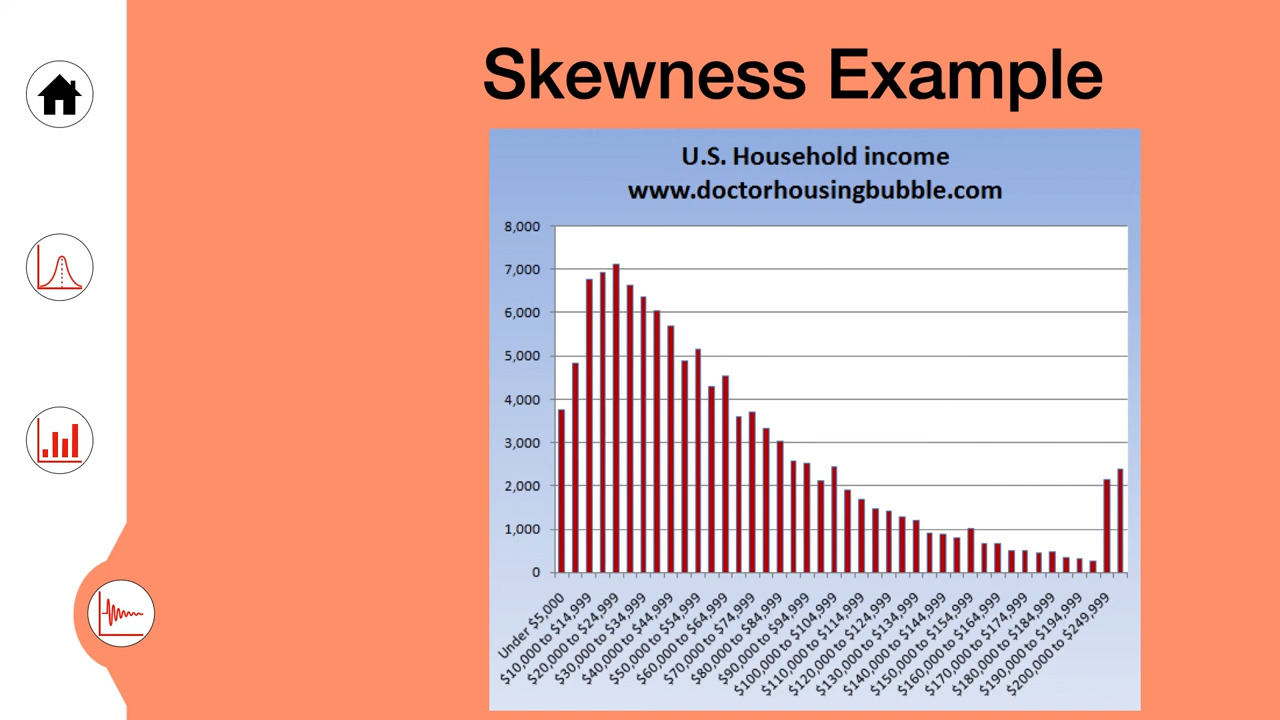 Skewness Example
U.S. Household income
www.doctorhousingbubble.com
8,000
7,000
6,000
5,000
4,000
3,000
2,000
1,000
0
Under $5,000
$10,000 to $14,999
$20,000 to $24,999
$30,000 to $34,999
$40,000 to $44,999
$50,000 to $54,999
$60,000 to $64,999
$70,000 to $74,999
$80,000 to $84,999
$90,000 to $94,999
$100,000 to $104,999
$110,000 to $114,999
$120,000 to $124,999
$130,000 to $134,999
$140,000 to $144,999
$150,000 to $154,999
$160,000 to $164,999
$170,000 to $174,999
$180,000 to $184,999
$190,000 to $194,999
$200,000 to $249,999